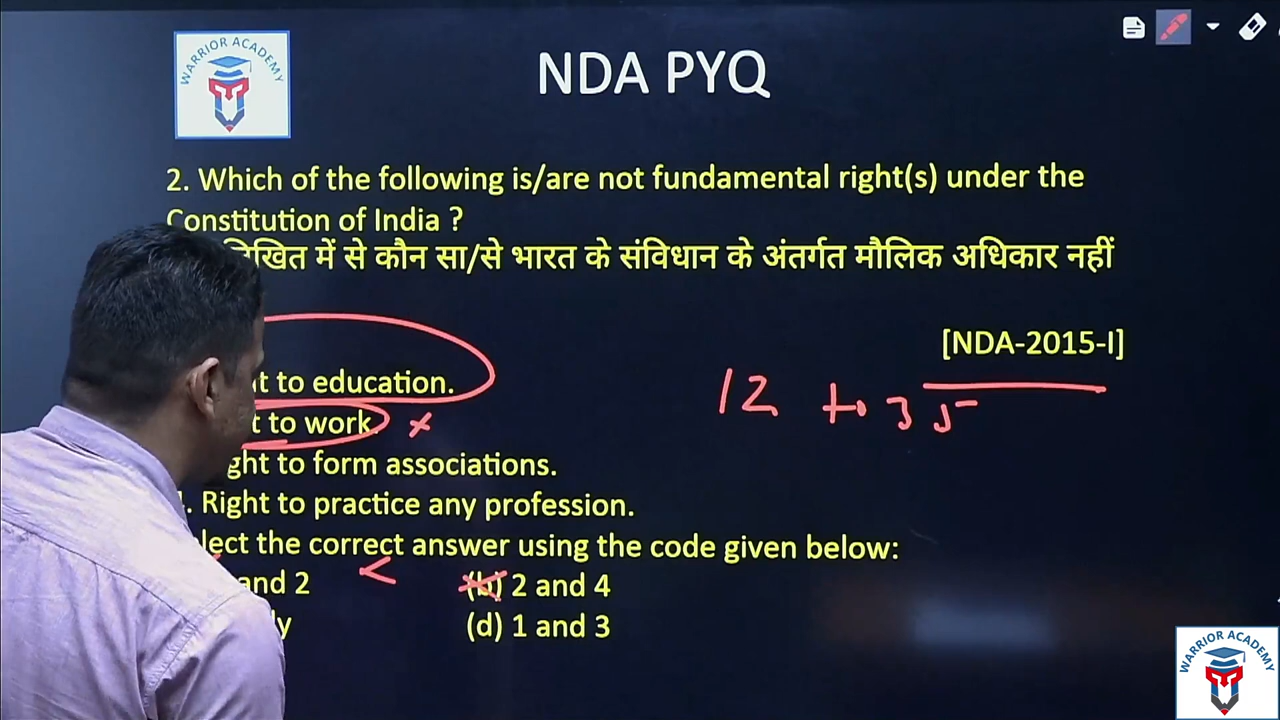 WARRIOR ACADEMY
NDA PYQ
2. Which of the following is/are not fundamental right(s) under the
Constitution of India ?
में से कौन सा/से भारत के संविधान के अंतर्गत मौलिक अधिकार नहीं
[NDA-2015-I]
to education.
12 to 35
to work.
to form associations.
Right to practice any profession.
the correct answer using the code given below:
and 2 (b) 2 and 4
(d) 1 and 3
WARRIOR ACADEMY